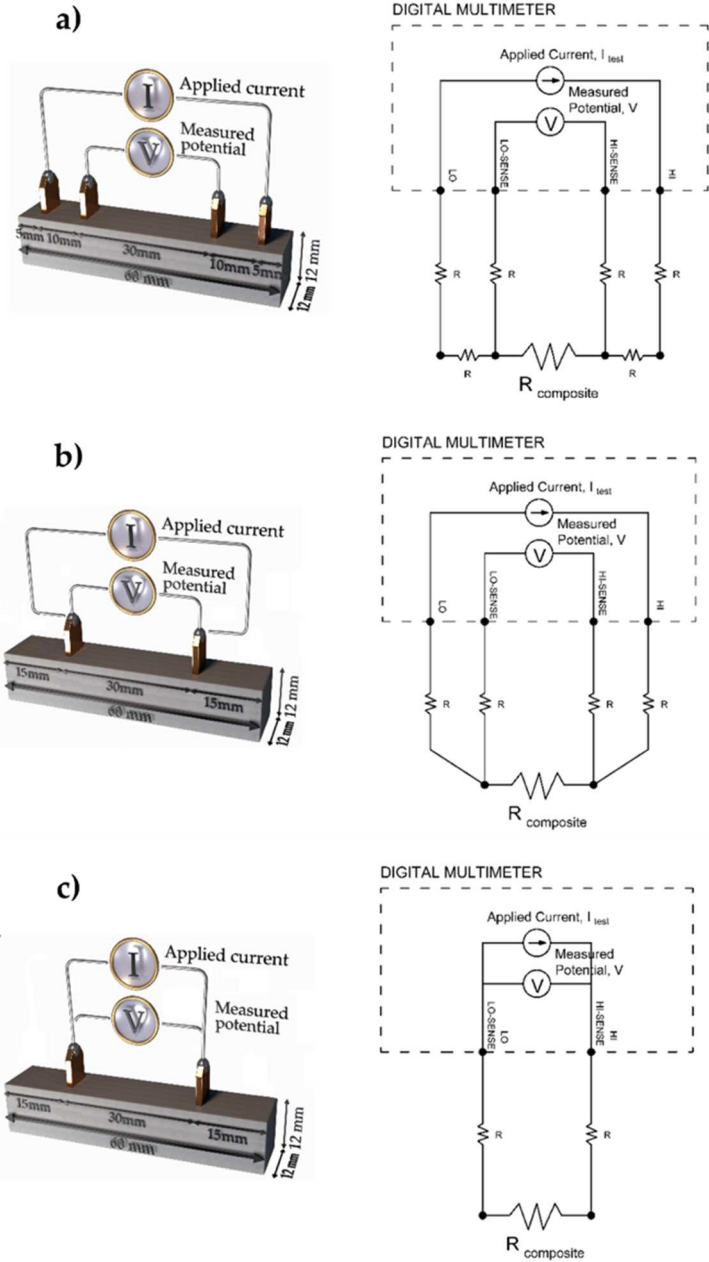 a)
DIGITAL MULTIMETER
Applied Current, I test
Applied current
I
Measured
Potential, V
Measured
potential
V
V
LO
LO-SENSE
HI-SENSE
HI
5mm 10mm 30mm 10mm 5mm
60 mm
12 mm 12 mm
R R R R
R R
R composite
b)
DIGITAL MULTIMETER
Applied Current, I test
Applied current
I
Measured
Potential, V
Measured
potential
V
V
LO
LO-SENSE
HI-SENSE
HI
15mm 30mm 15mm
60 mm
12 mm 12 mm
R R R R
R composite
c)
DIGITAL MULTIMETER
Applied Current, I test
Applied current
I
Measured
Potential, V
Measured
potential
V
V
LO-SENSE
LO
HI-SENSE
HI
15mm 30mm 15mm
60 mm
12 mm 12 mm
R R
R composite